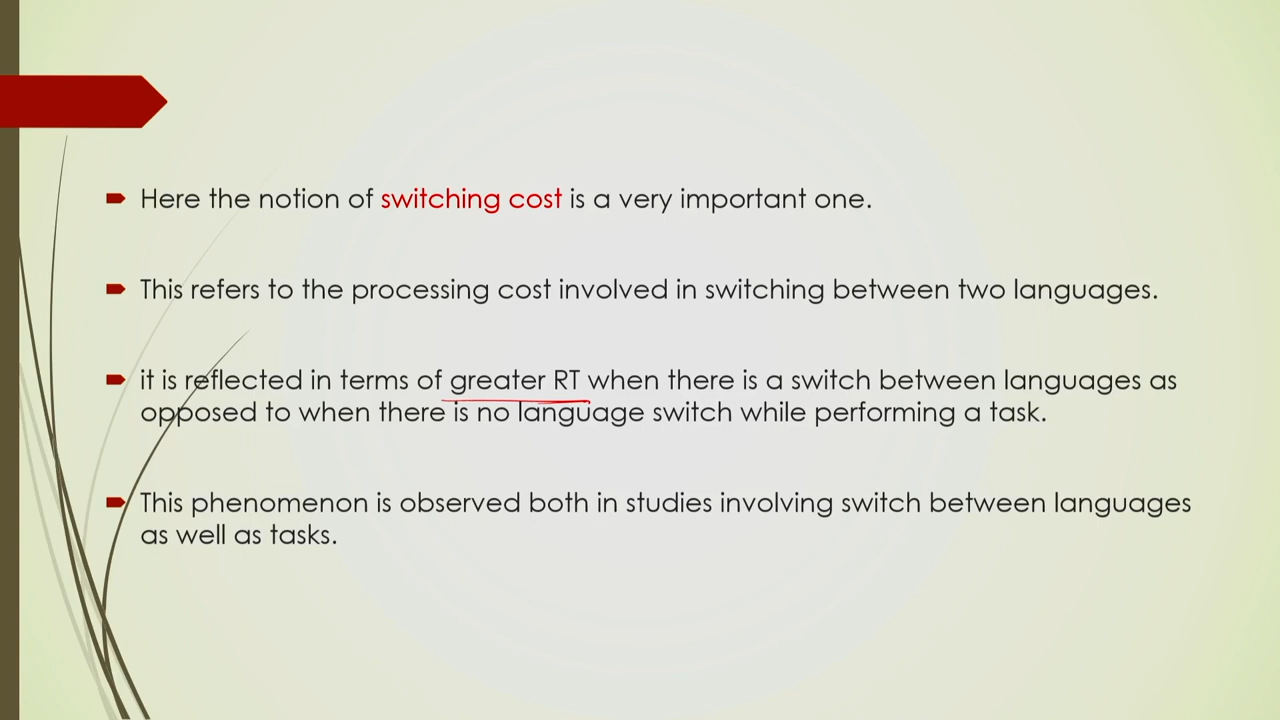 Here the notion of switching cost is a very important one.
This refers to the processing cost involved in switching between two languages.
it is reflected in terms of greater RT when there is a switch between languages as
opposed to when there is no language switch while performing a task.
This phenomenon is observed both in studies involving switch between languages
as well as tasks.